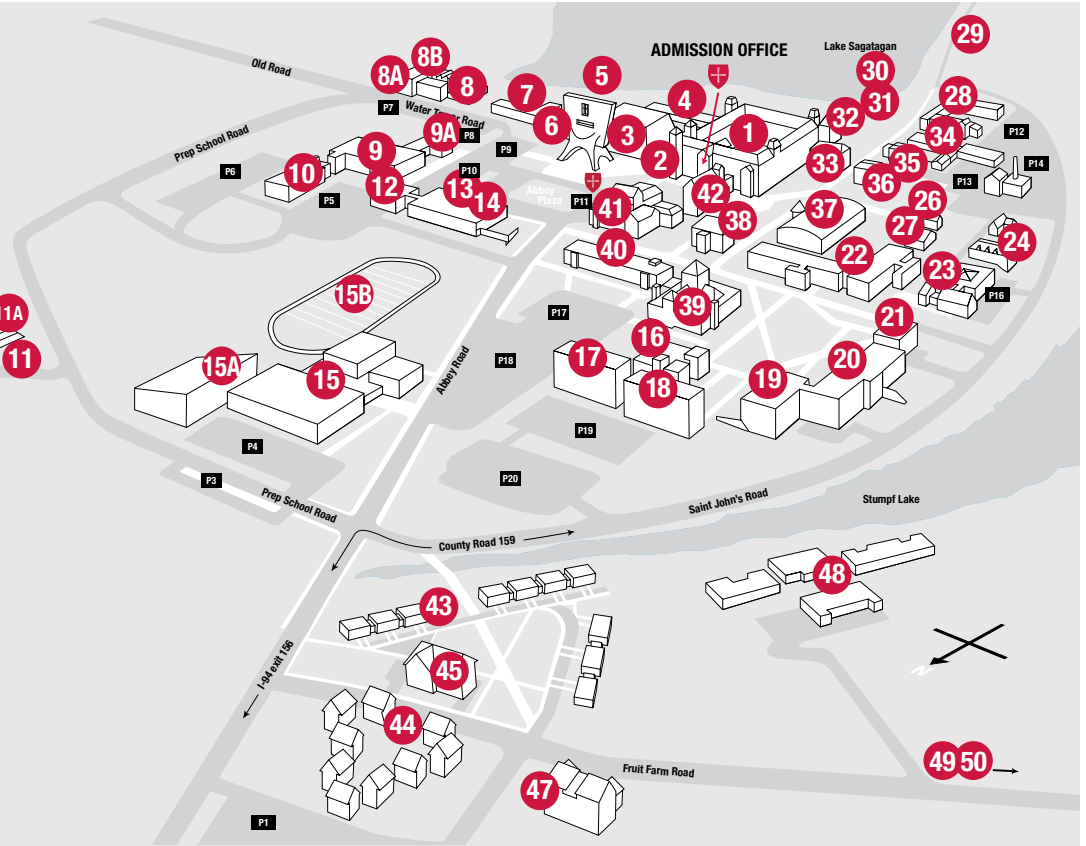 29
ADMISSION OFFICE
Lake Sagatagan
8B
Old Road
8A
8
5
30
7
4
31
28
P7
Water Tower Road
6
3
1
32
34
P12
Prep School Road
9A
P8
9
P9
2
33
35
P14
P6
10
P10
36
P13
12
13
14
Abbey
Plaza
P11
41
42
37
26
P5
38
27
40
22
24
23
15B
39
P16
11A
P17
21
11
15A
15
Abbey Road
P18
17
16
18
19
20
P4
P19
P3
P20
Prep School Road
Saint John's Road
Stumpf Lake
County Road 159
48
43
I-94 exit 156
45
N
44
49
50
47
Fruit Farm Road
P1